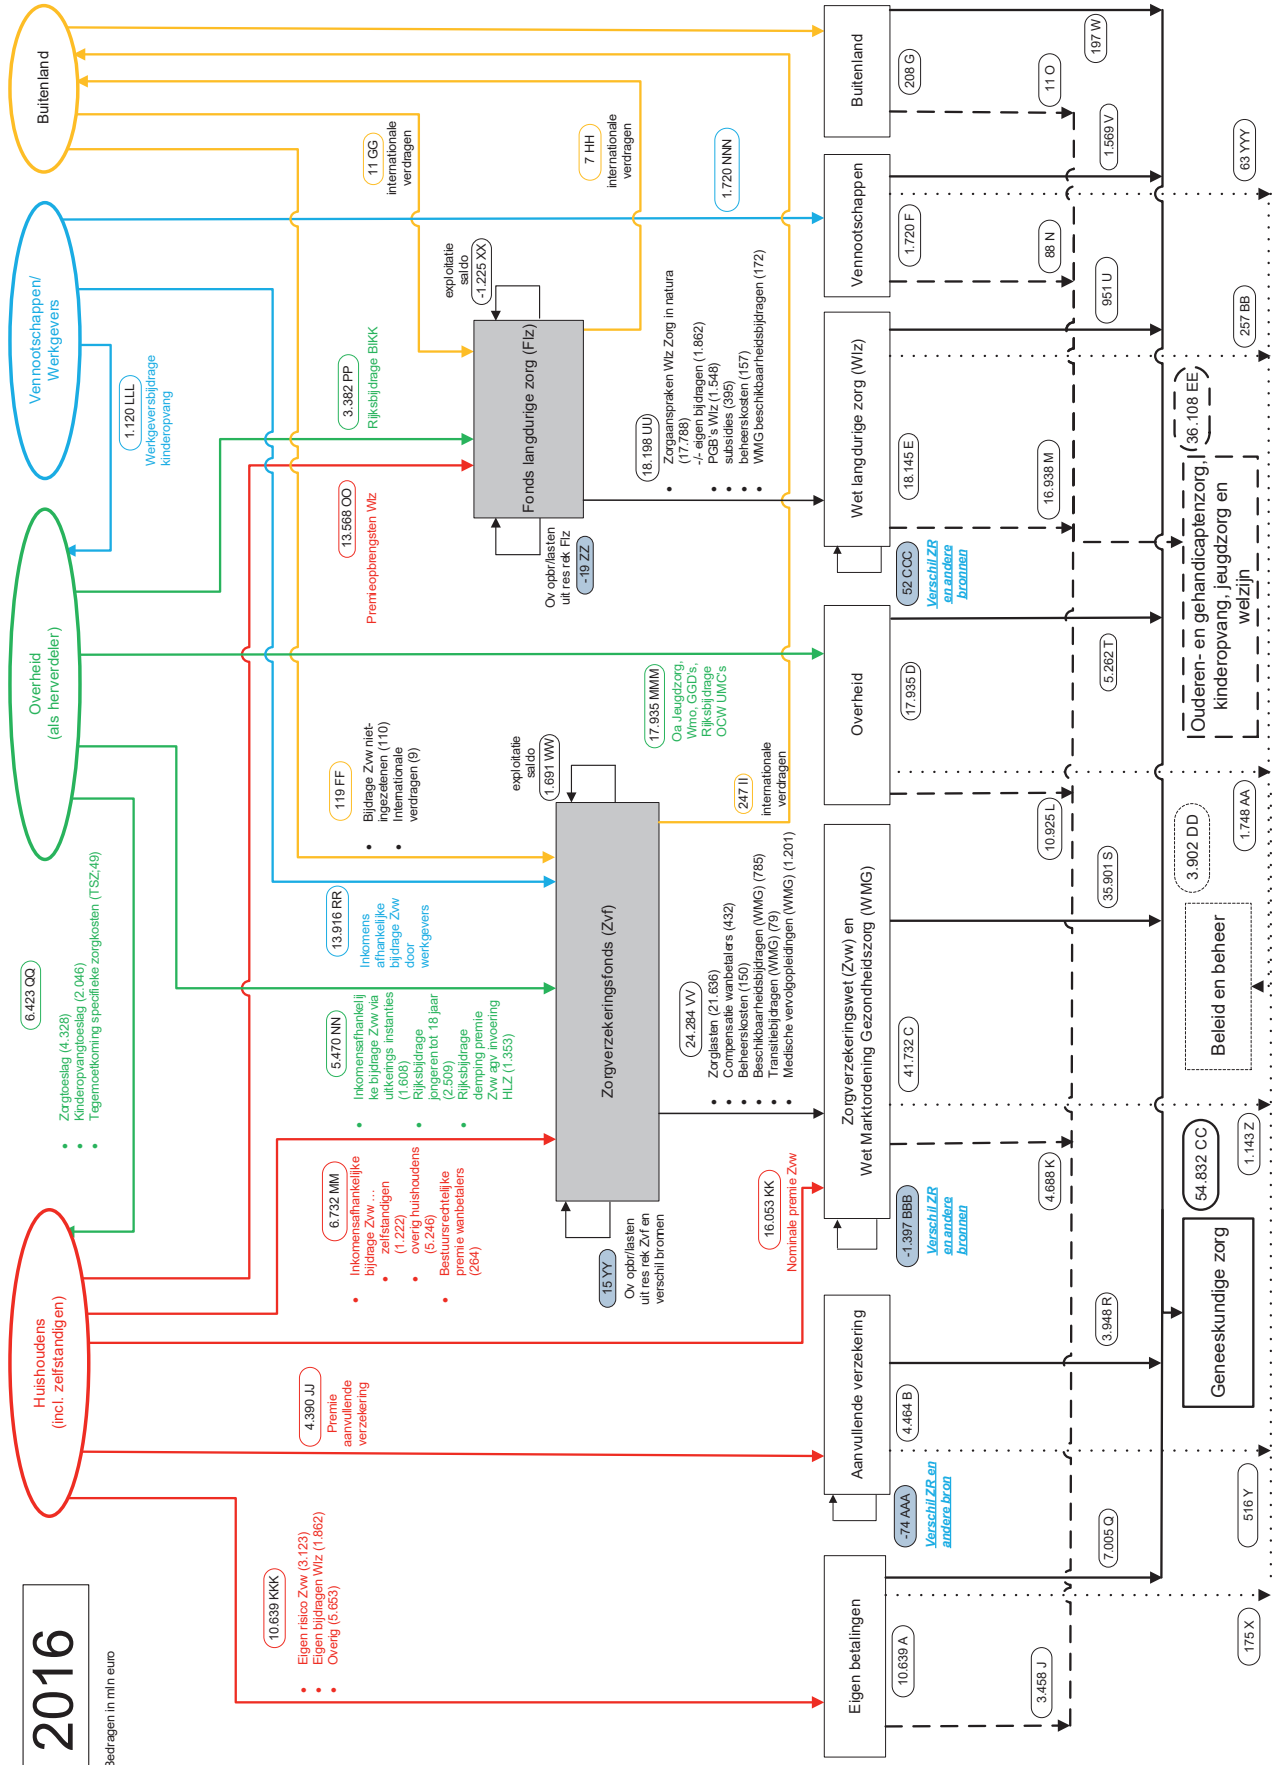 2016
Bedragen in mln euro
Huishoudens
(incl. zelfstandigen)
Overheid
(als herverdeler)
Vennootschappen/
Werkgevers
Buitenland
6.423 QQ
• Zorgtoeslag (4.328)
• Kinderopvangtoeslag (2.046)
• Tegemoetkoming specifieke zorgkosten (TSZ;49)
1.120 LLL
Werkgeversbijdrage
kinderopvang
10.639 KKK
• Eigen risico Zvw (3.123)
• Eigen bijdragen Wlz (1.862)
• Overig (5.653)
4.390 JJ
Premie
aanvullende
verzekering
6.732 MM
• Inkomensafhankelijke
bijdrage Zvw …
• zelfstandigen
(1.222)
• overig huishoudens
(5.246)
• Bestuursrechtelijke
premie wanbetalers
(264)
5.470 NN
• Inkomensafhankelij
ke bijdrage Zvw via
uitkerings instanties
(1.608)
• Rijksbijdrage
jongeren tot 18 jaar
(2.509)
• Rijksbijdrage
demping premie
Zvw agv invoering
HLZ (1.353)
13.916 RR
Inkomens
afhankelijke
bijdrage Zvw
door
werkgevers
119 FF
• Bijdrage Zvw niet-
ingezetenen (110)
• Internationale
verdragen (9)
13.568 OO
Premieopbrengsten Wlz
3.382 PP
Rijksbijdrage BIKK
11 GG
internationale
verdragen
7 HH
internationale
verdragen
1.720 NNN
Zorgverzekeringsfonds (Zvf)
exploitatie
saldo
1.691 WW
15 YY
Ov opbr/lasten
uit res rek Zvf en
verschil bronnen
Fonds langdurige zorg (Flz)
exploitatie
saldo
-1.225 XX
Ov opbr/lasten
uit res rek Flz
-19 ZZ
16.053 KK
Nominale premie Zvw
24.284 VV
• Zorglasten (21.636)
• Compensatie wanbetalers (432)
• Beheerskosten (150)
• Beschikbaarheidsbijdragen (WMG) (785)
• Transitiebijdragen (WMG) (79)
• Medische vervolgopleidingen (WMG) (1.201)
17.935 MMM
Oa Jeugdzorg,
Wmo, GGD's,
Rijksbijdrage
OCW UMC's
247 II
internationale
verdragen
18.198 UU
• Zorgaanspraken Wlz Zorg in natura
(17.788)
-/- eigen bijdragen (1.862)
• PGB's Wlz (1.548)
• subsidies (395)
• beheerskosten (157)
• WMG beschikbaarheidsbijdragen (172)
Eigen betalingen
Aanvullende verzekering
Zorgverzekeringswet (Zvw) en
Wet Marktordening Gezondheidszorg (WMG)
Overheid
Wet langdurige zorg (Wlz)
Vennootschappen
Buitenland
10.639 A
-74 AAA
Verschil ZR en
andere bron
4.464 B
-1.397 BBB
Verschil ZR
en andere
bronnen
41.732 C
17.935 D
52 CCC
Verschil ZR
en andere
bronnen
18.145 E
1.720 F
208 G
3.458 J
4.688 K
10.925 L
16.938 M
88 N
11 O
7.005 Q
3.948 R
35.901 S
5.262 T
951 U
1.569 V
197 W
Geneeskundige zorg
54.832 CC
Beleid en beheer
3.902 DD
Ouderen- en gehandicaptenzorg,
kinderopvang, jeugdzorg en
welzijn
36.108 EE
175 X
516 Y
1.143 Z
1.748 AA
257 BB
63 YYY